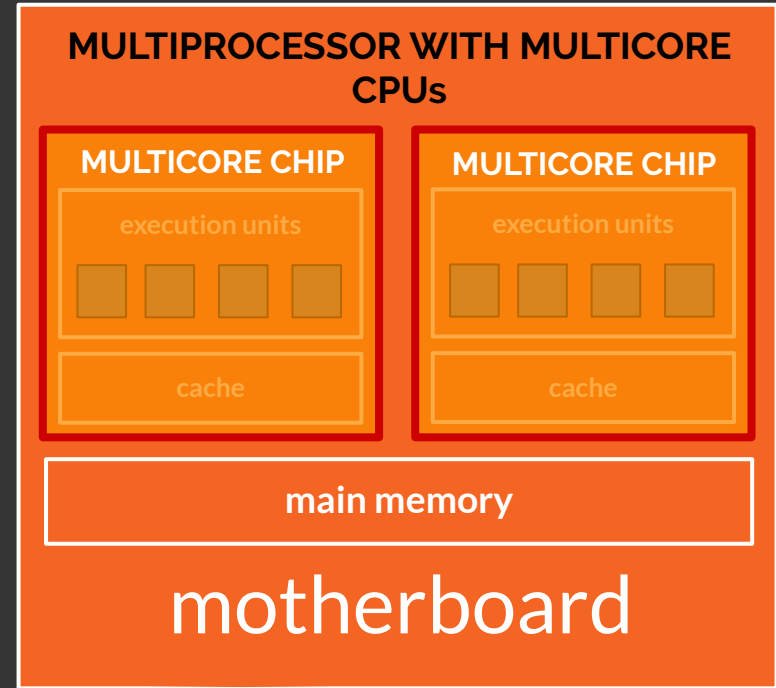 MULTIPROCESSOR WITH MULTICORE
CPUs
MULTICORE CHIP
execution units
cache
MULTICORE CHIP
execution units
cache
main memory
motherboard